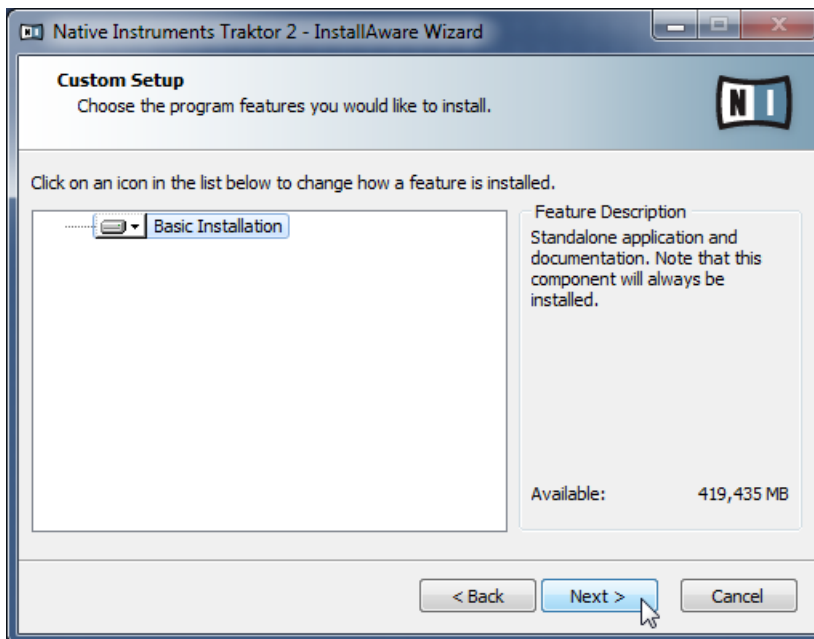 Native Instruments Traktor 2 - InstallAware Wizard
Custom Setup
Choose the program features you would like to install.
N I
Click on an icon in the list below to change how a feature is installed.
Basic Installation
Feature Description
Standalone application and
documentation. Note that this
component will always be
installed.
Available: 419,435 MB
< Back Next > Cancel